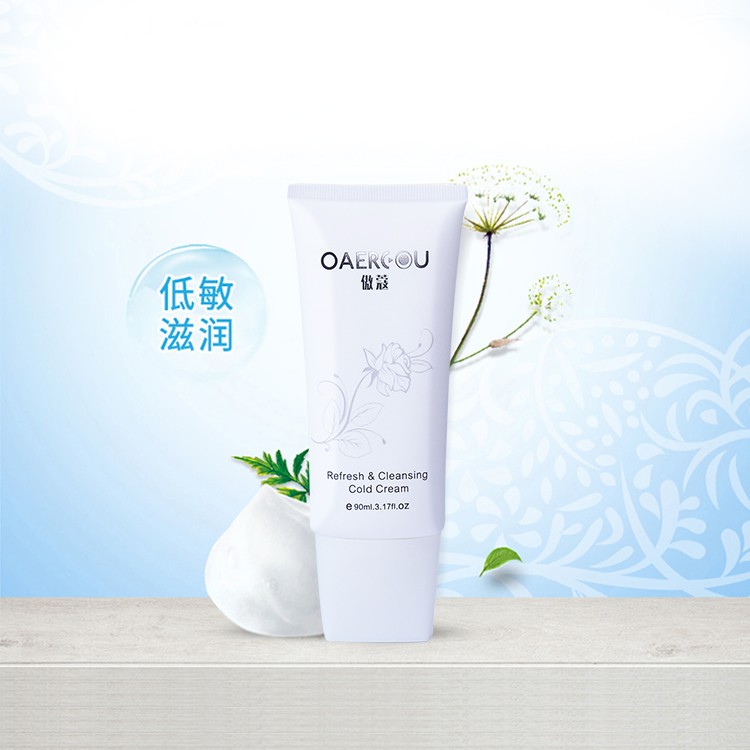 低敏
滋润
OAERCOU
傲蔻
Refresh & Cleansing
Cold Cream
e 90ml.3.17fl.oz